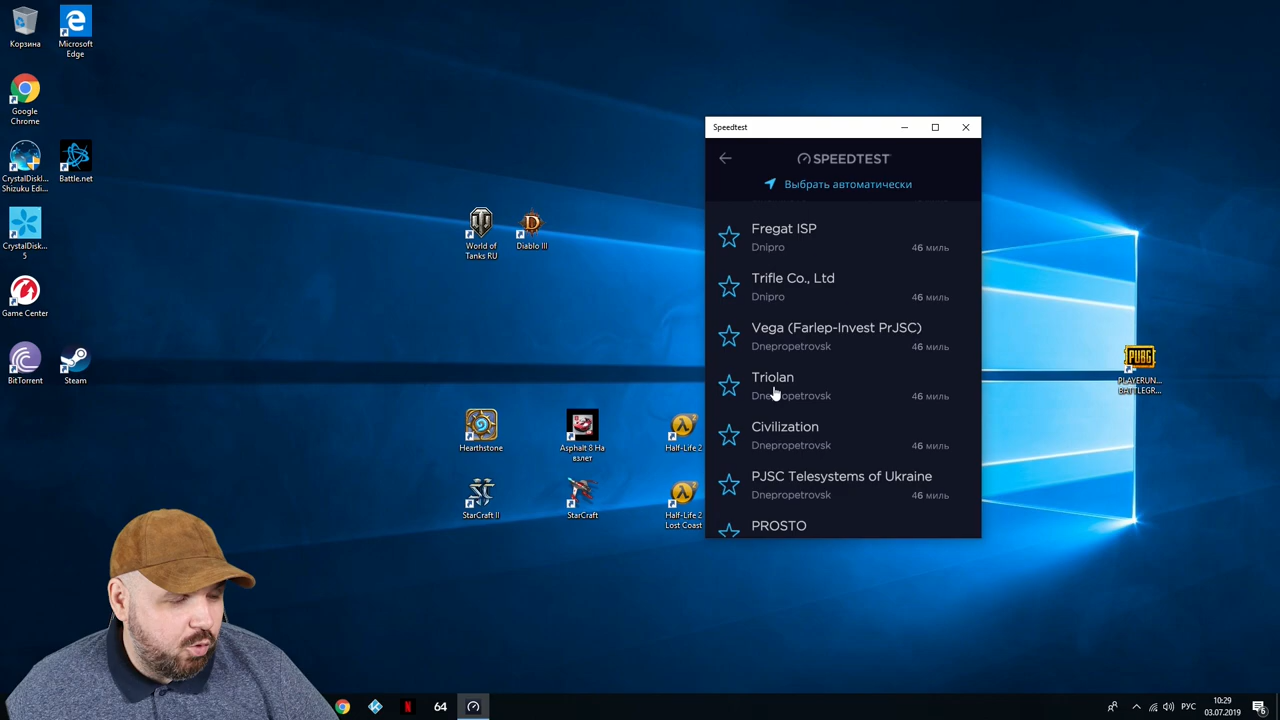 Корзина
Microsoft
Edge
Google
Chrome
CrystalDiskI...
Shizuku Edi...
Battle.net
CrystalDisk...
5
Game Center
BitTorrent
Steam
World of
Tanks RU
Diablo III
Hearthstone
Asphalt 8 На
взлет
Half-Life 2
StarCraft II
StarCraft
Half-Life 2
Lost Coast
Speedtest
SPEEDTEST
Выбрать автоматически
Fregat ISP
Dnipro
46 миль
Trifle Co., Ltd
Dnipro
46 миль
Vega (Farlep-Invest PrJSC)
Dnepropetrovsk
46 миль
Triolan
Dnepropetrovsk
46 миль
Civilization
Dnepropetrovsk
46 миль
PJSC Telesystems of Ukraine
Dnepropetrovsk
46 миль
PROSTO
PUBG
PLAYERUN...
BATTLEGR...
N
64
РУС
10:29
03.07.2019
6